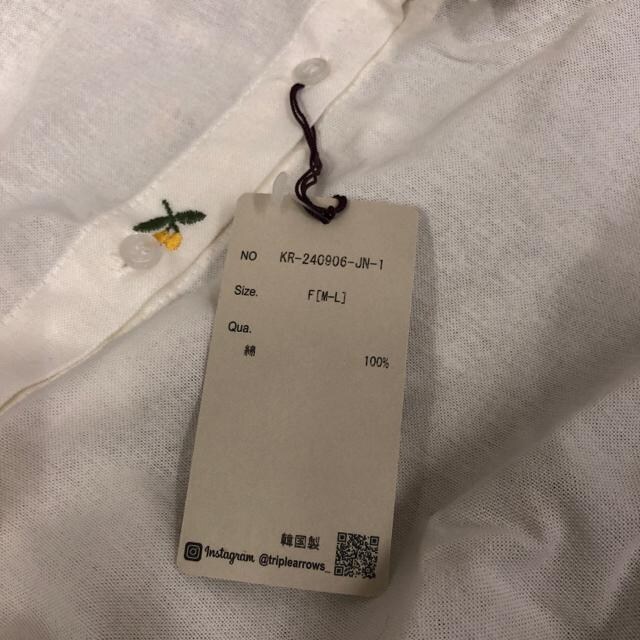 NO KR-240906-JN-1
Size. F[M-L]
Qua.
綿 100%
韓国製
Instagram @triplearrows_